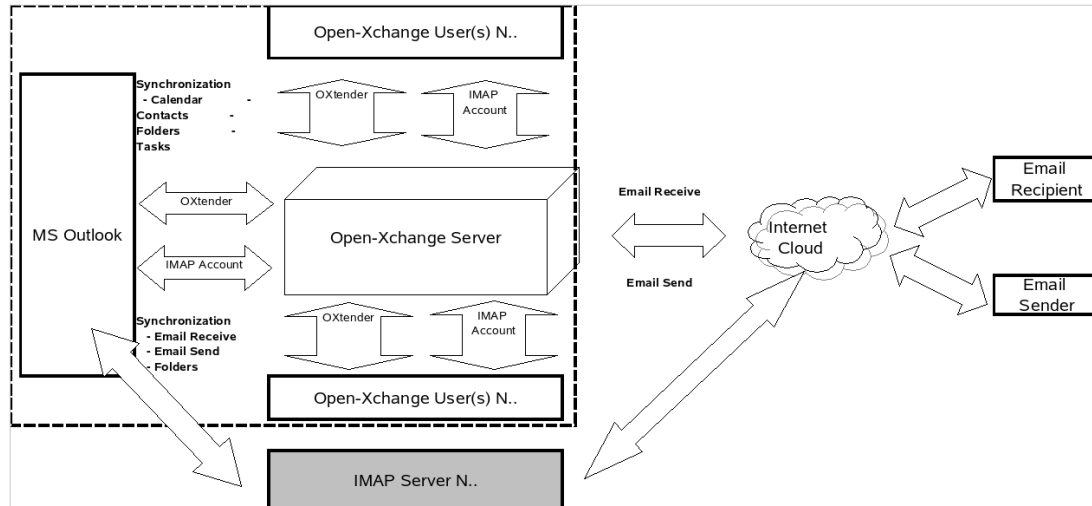 Open-Xchange User(s) N..
Synchronization
- Calendar -
Contacts -
Folders -
Tasks
OXtender
IMAP
Account
OXtender
MS Outlook
IMAP Account
Open-Xchange Server
Email Receive
Email Send
Internet
Cloud
Email
Recipient
Email
Sender
Synchronization
- Email Receive
- Email Send
- Folders
OXtender
IMAP
Account
Open-Xchange User(s) N..
IMAP Server N..